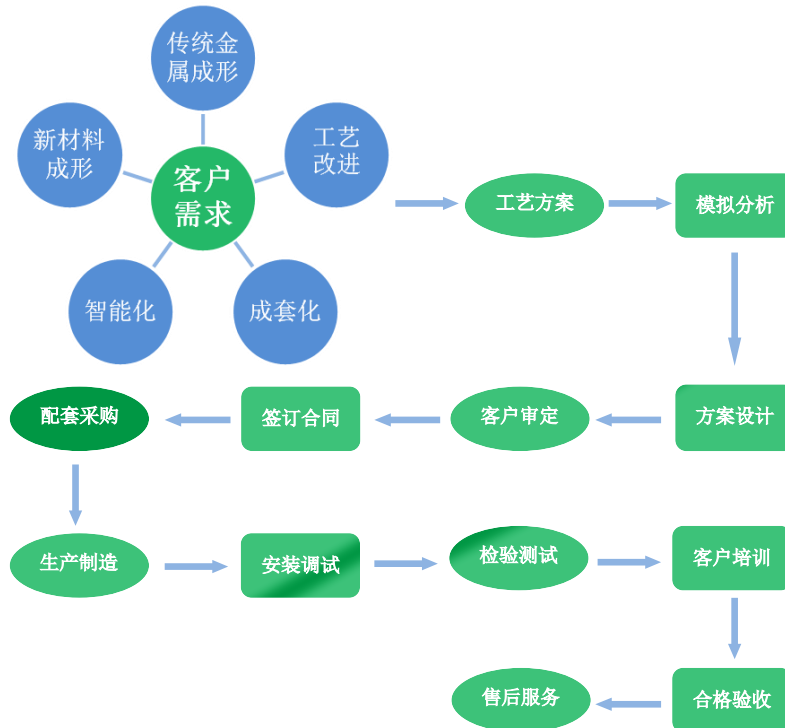 传统金
属成形
新材料
成形
客户
需求
工艺
改进
智能化
成套化
工艺方案
模拟分析
方案设计
客户审定
签订合同
配套采购
生产制造
安装调试
检验测试
客户培训
合格验收
售后服务